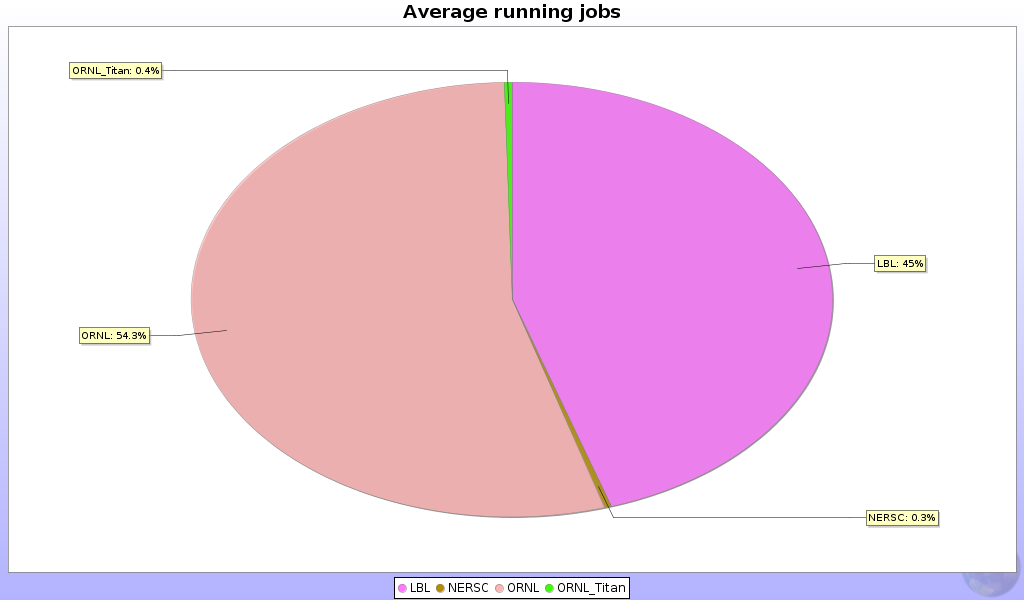 Average running jobs
ORNL_Titan: 0.4%
LBL: 45%
ORNL: 54.3%
NERSC: 0.3%
LBL NERSC ORNL ORNL_Titan